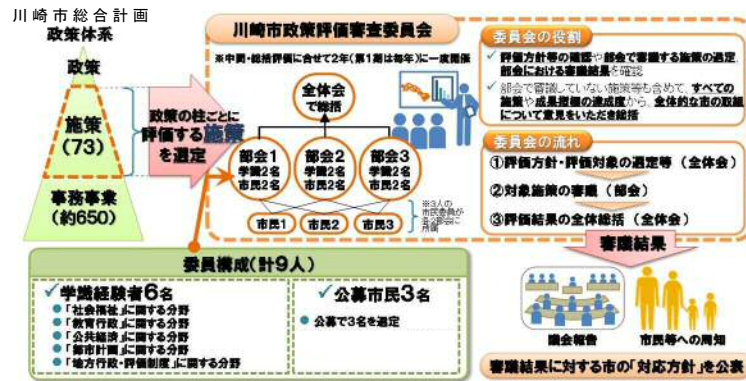 川崎市総合計画
政策体系
政策
施策
(73)
事務事業
(約650)
政策の柱ごとに
評価する施策
を選定
川崎市政策評価審査委員会
※中間・総括評価に合せて2年(第1期は毎年)に一度開催
全体会
で総括
部会1
学識2名
市民2名
部会2
学識2名
市民2名
部会3
学識2名
市民2名
市民1
市民2
市民3
※3人の
市民委員が
各2部会に
所属
委員会の役割
✓ 評価方針等の確認や部会で審議する施策の選定、
部会における審議結果を確認
✓ 部会で審議していない施策等も含めて、すべての
施策や成果指標の達成度から、全体的な市の取組
について意見をいただき総括
委員会の流れ
①評価方針・評価対象の選定等（全体会）
②対象施策の審議（部会）
③評価結果の全体総括（全体会）
審議結果
議会報告
市民等への周知
審議結果に対する市の「対応方針」を公表
委員構成(計9人)
✓学識経験者6名
●「社会福祉」に関する分野
●「教育行政」に関する分野
●「公共経済」に関する分野
●「都市計画」に関する分野
●「地方行政・評価制度」に関する分野
✓公募市民3名
● 公募で3名を選定